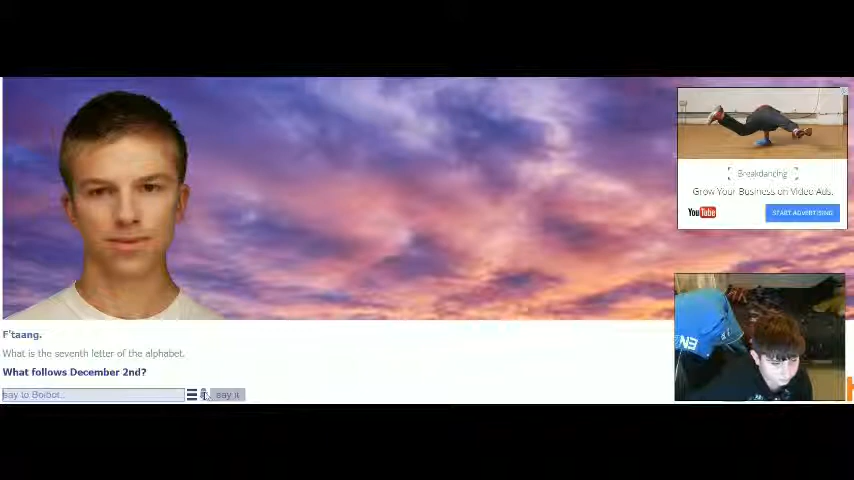 Breakdancing
Grow Your Business on Video Ads.
YouTube
START ADVERTISING
F'taang.
What is the seventh letter of the alphabet.
What follows December 2nd?
say to Boibot...
say it